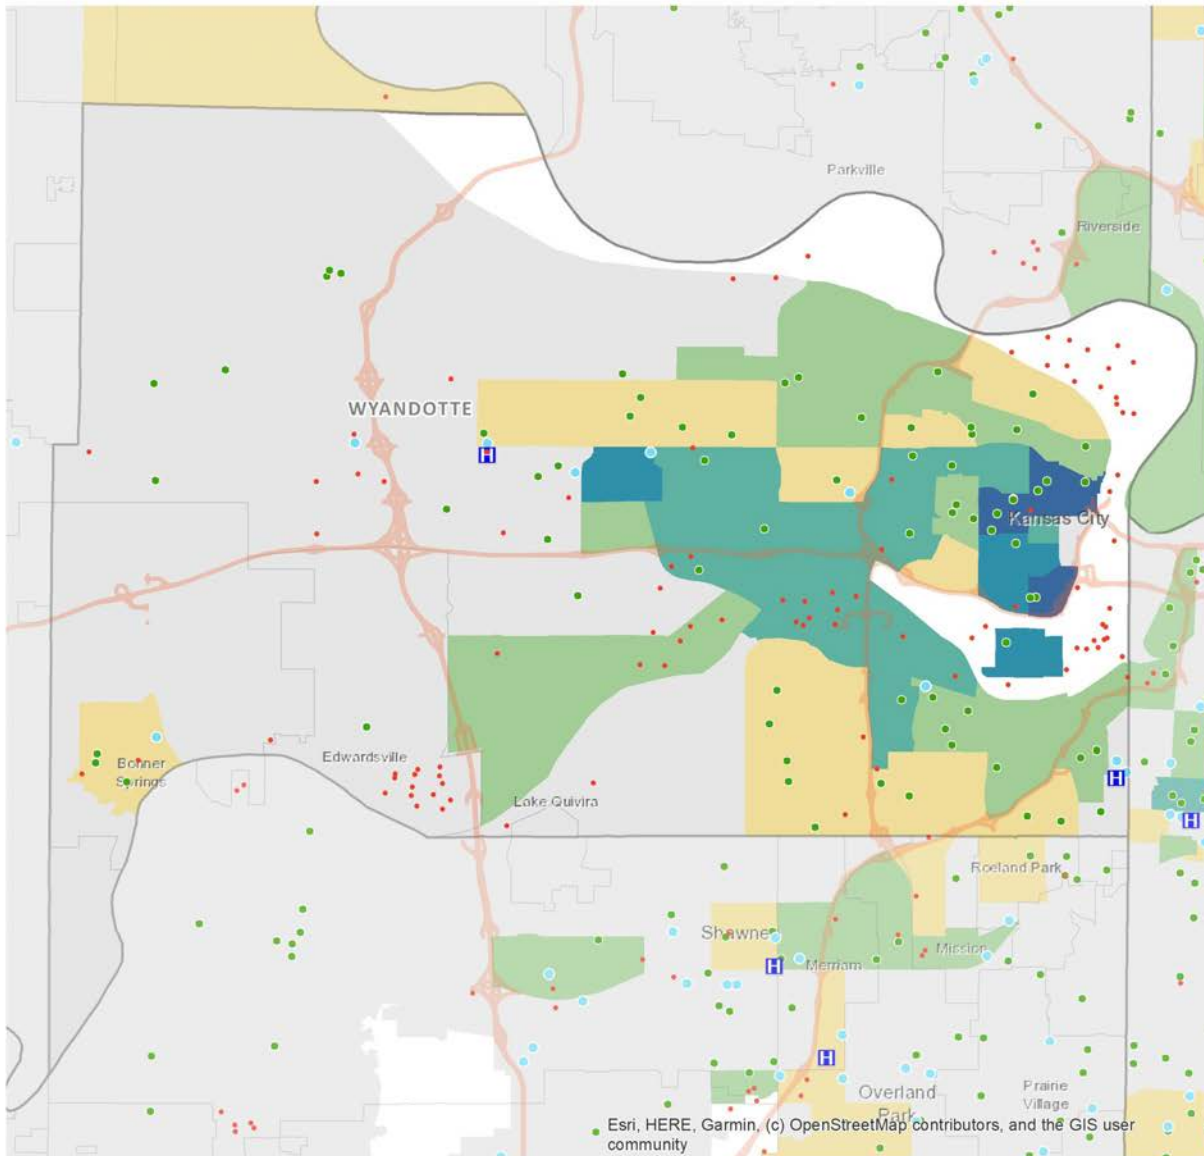 Parkville
Riverside
WYANDOTTE
H
Kansas City
Bonner
Springs
Edwardsville
Lake Quivira
H
H
Roeland Park
Shawnee
Mission
Merriam
H
H
Overland
Park
Prairie
Village
Esri, HERE, Garmin, (c) OpenStreetMap contributors, and the GIS user
community